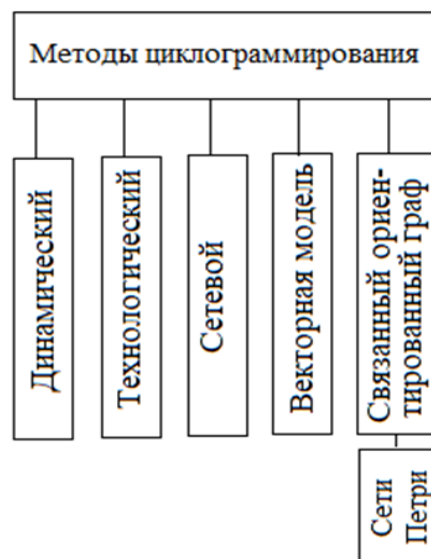 Методы циклограммирования
Динамический
Технологический
Сетевой
Векторная модель
Связанный ориен-
тированный граф
Сети
Петри